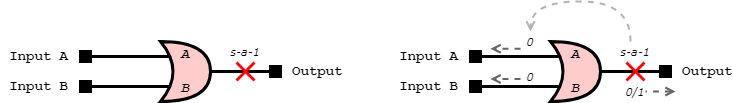 Input A
A
s-a-1
Input B
B
Output
0
s-a-1
Input A
A
0
Input B
B
0/1
Output